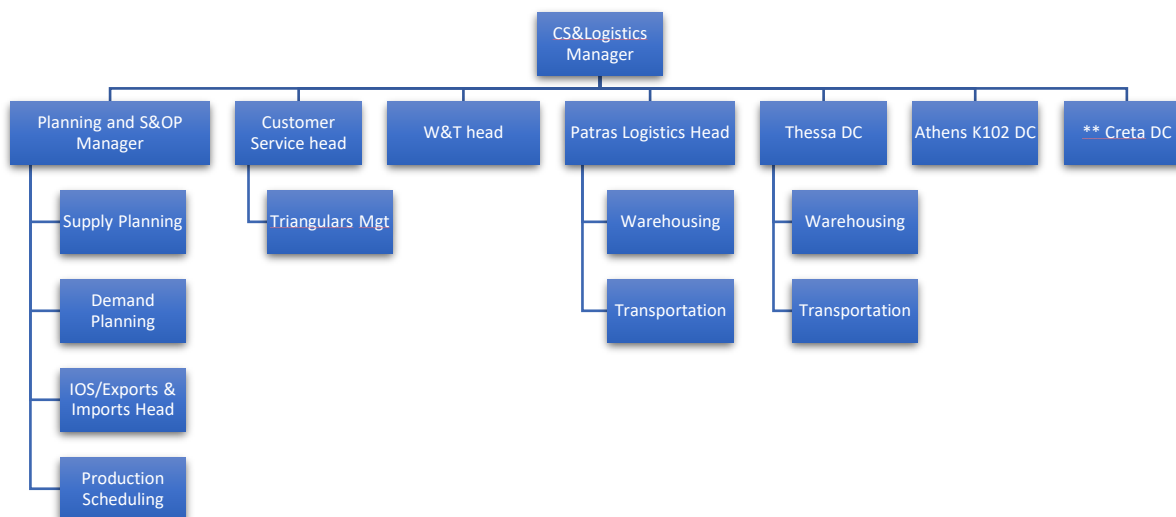 CS&Logistics
Manager
Planning and S&OP
Manager
Customer
Service head
W&T head
Patras Logistics Head
Thessa DC
Athens K102 DC
** Creta DC
Supply Planning
Triangulars Mgt
Warehousing
Warehousing
Demand
Planning
Transportation
Transportation
IOS/Exports &
Imports Head
Production
Scheduling